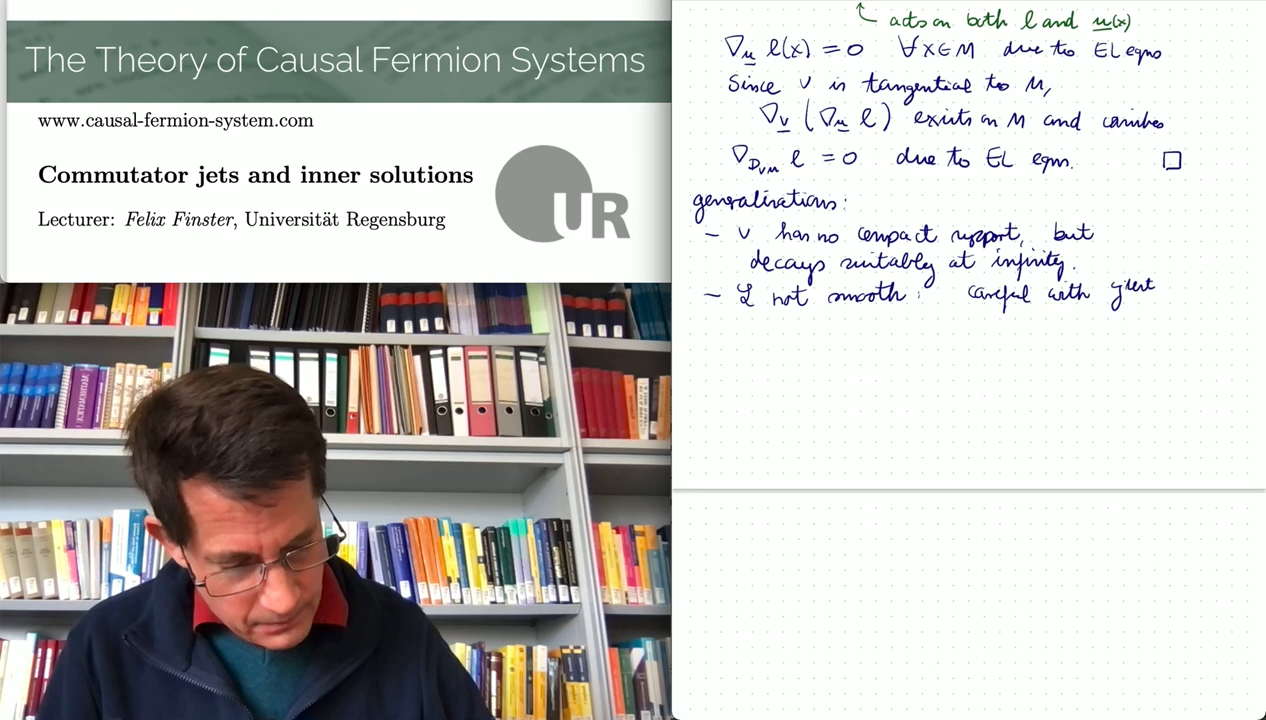 The Theory of Causal Fermion Systems
www.causal-fermion-system.com
Commutator jets and inner solutions
Lecturer: Felix Finster, Universität Regensburg
UR
acts on both l and u(x)
∇u l(x) = 0 ∀ x ∈ M due to EL eqns
Since v is tangential to M,
∇v (∇u l) exists on M and vanishes
∇D_v u l = 0 due to EL eqn. □
generalisations:
– v has no compact support, but
decays suitably at infinity.
– L not smooth: careful with